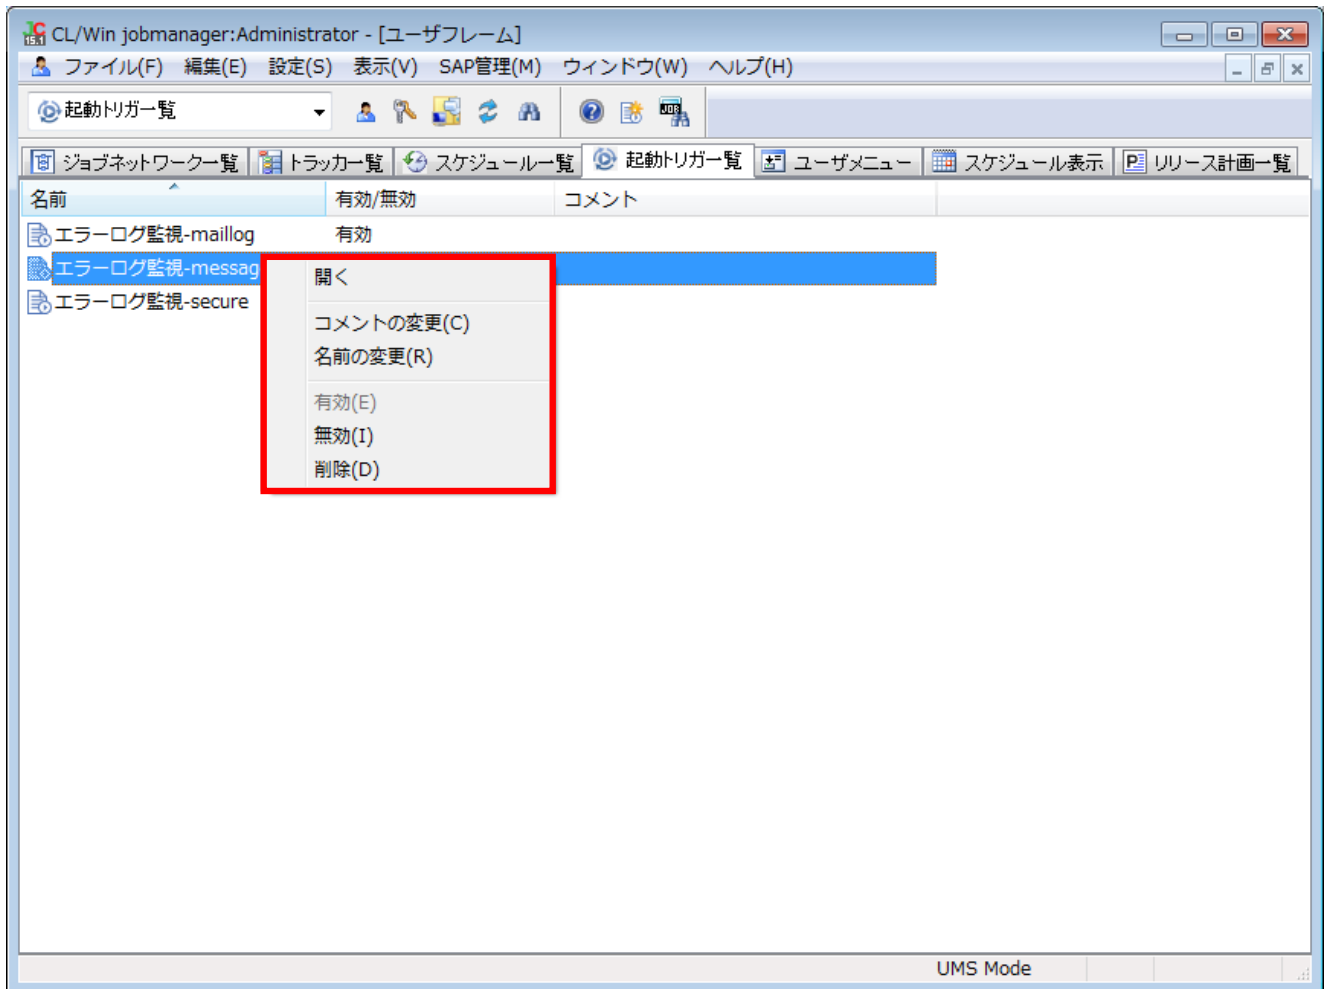 CL/Win jobmanager:Administrator - [ユーザフレーム]
ファイル(F) 編集(E) 設定(S) 表示(V) SAP管理(M) ウィンドウ(W) ヘルプ(H)
起動トリガ一覧
ジョブネットワーク一覧 トラッカ一覧 スケジュール一覧 起動トリガ一覧 ユーザメニュー スケジュール表示 リリース計画一覧
名前 有効/無効 コメント
エラーログ監視-maillog 有効
エラーログ監視-messag
エラーログ監視-secure
開く
コメントの変更(C)
名前の変更(R)
有効(E)
無効(I)
削除(D)
UMS Mode